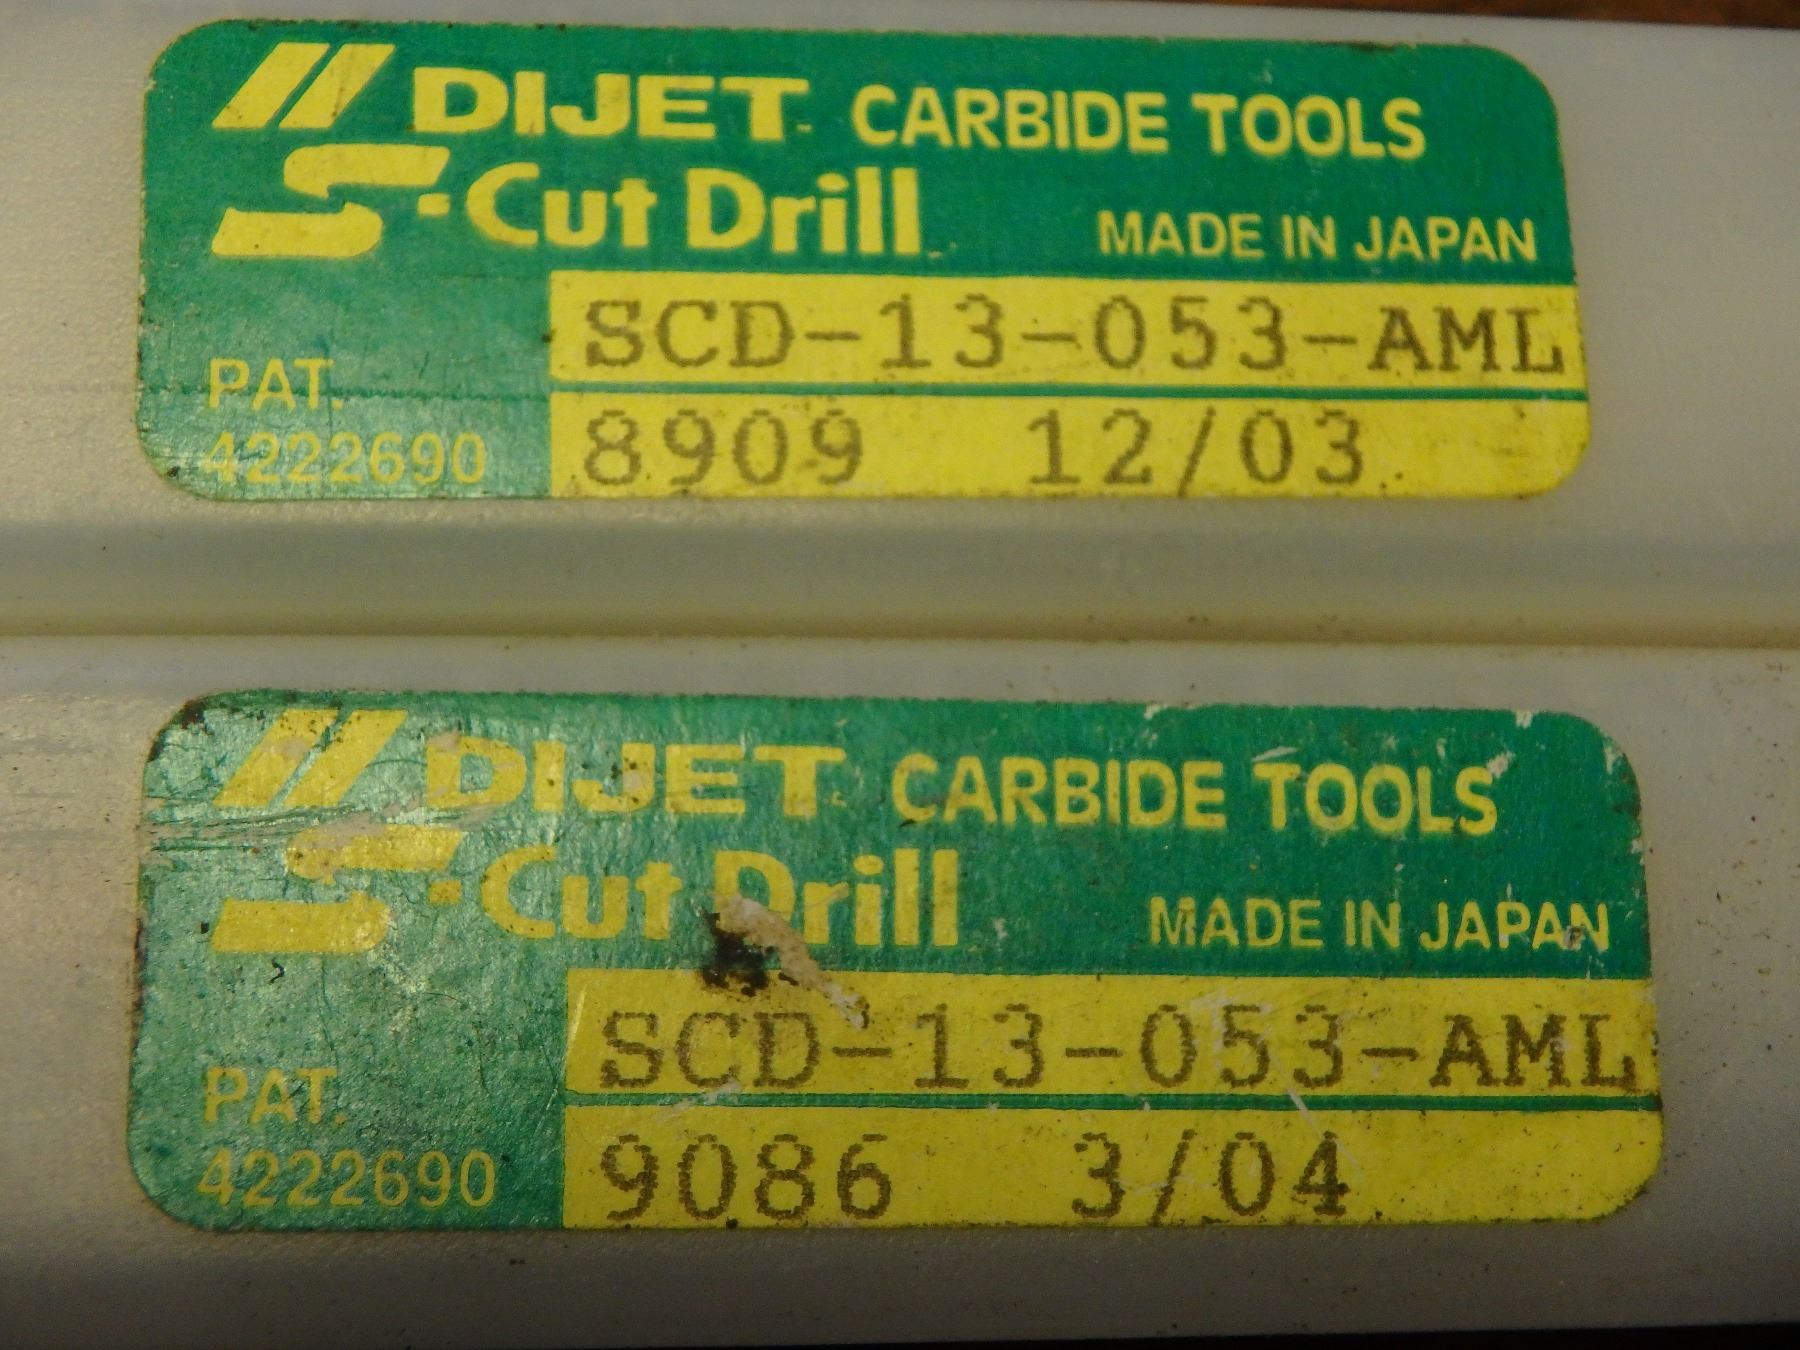 DIJET CARBIDE TOOLS
S-Cut Drill MADE IN JAPAN
SCD-13-053-AML
PAT.
4222690 8909 12/03
DIJET CARBIDE TOOLS
S-Cut Drill MADE IN JAPAN
SCD-13-053-AML
PAT.
4222690 9086 3/04